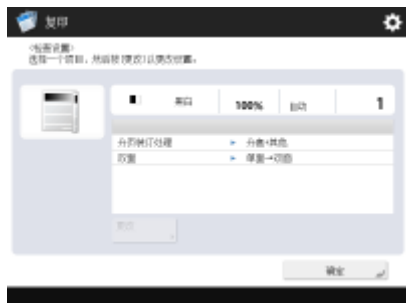 复印
<检查设置>
选择一个项目，然后按[更改]以更改设置。
黑白 100% 自动 1
分页装订处理 ► 分套+其他
双面 ► 单面→双面
更改
确定